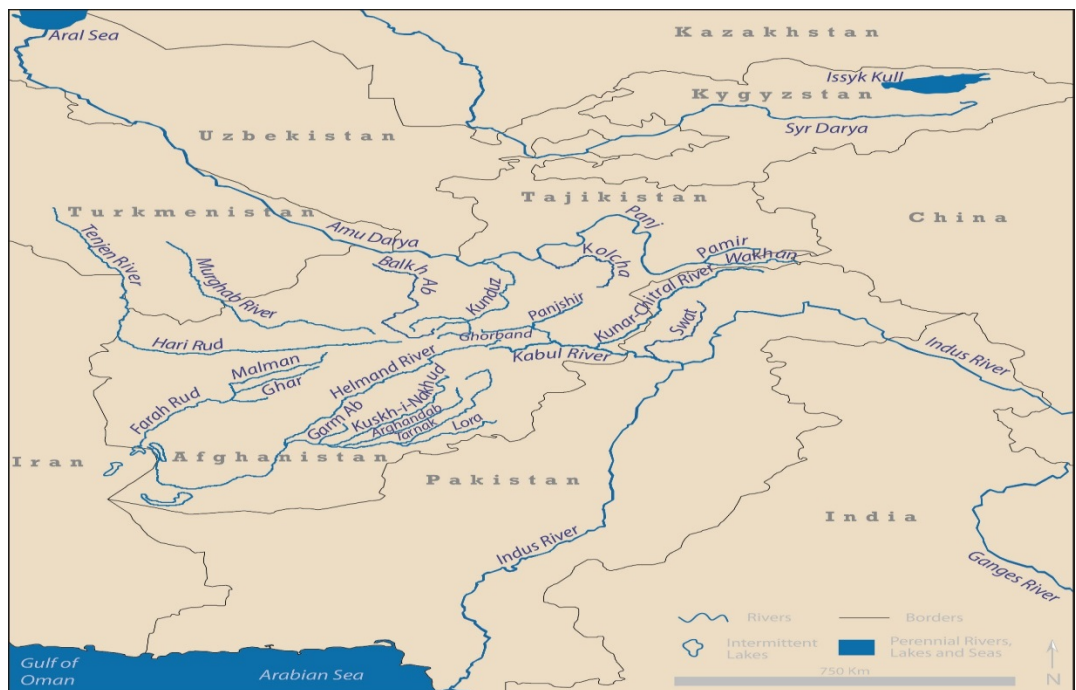 Aral Sea
Kazakhstan
Issyk Kull
Kygyzstan
Syr Darya
Uzbekistan
Tajikistan
Turkmenistan
China
Panj
Tenjen River
Amu Darya
Kolcha
Pamir
Wakhan
Murghab River
Balkh Ab
Kunduz
Panjshir
Kunar-Chitral River
Swat
Ghorband
Hari Rud
Kabul River
Indus River
Malman
Helmand River
Ghar
Farah Rud
Garm Ab
Kuskh-i-Nakhud
Arghandab
Tarnak
Lora
Iran
Afghanistan
Pakistan
India
Indus River
Ganges River
Rivers
Borders
Intermittent
Lakes
Perennial Rivers,
Lakes and Seas
750 Km
N
Gulf of
Oman
Arabian Sea